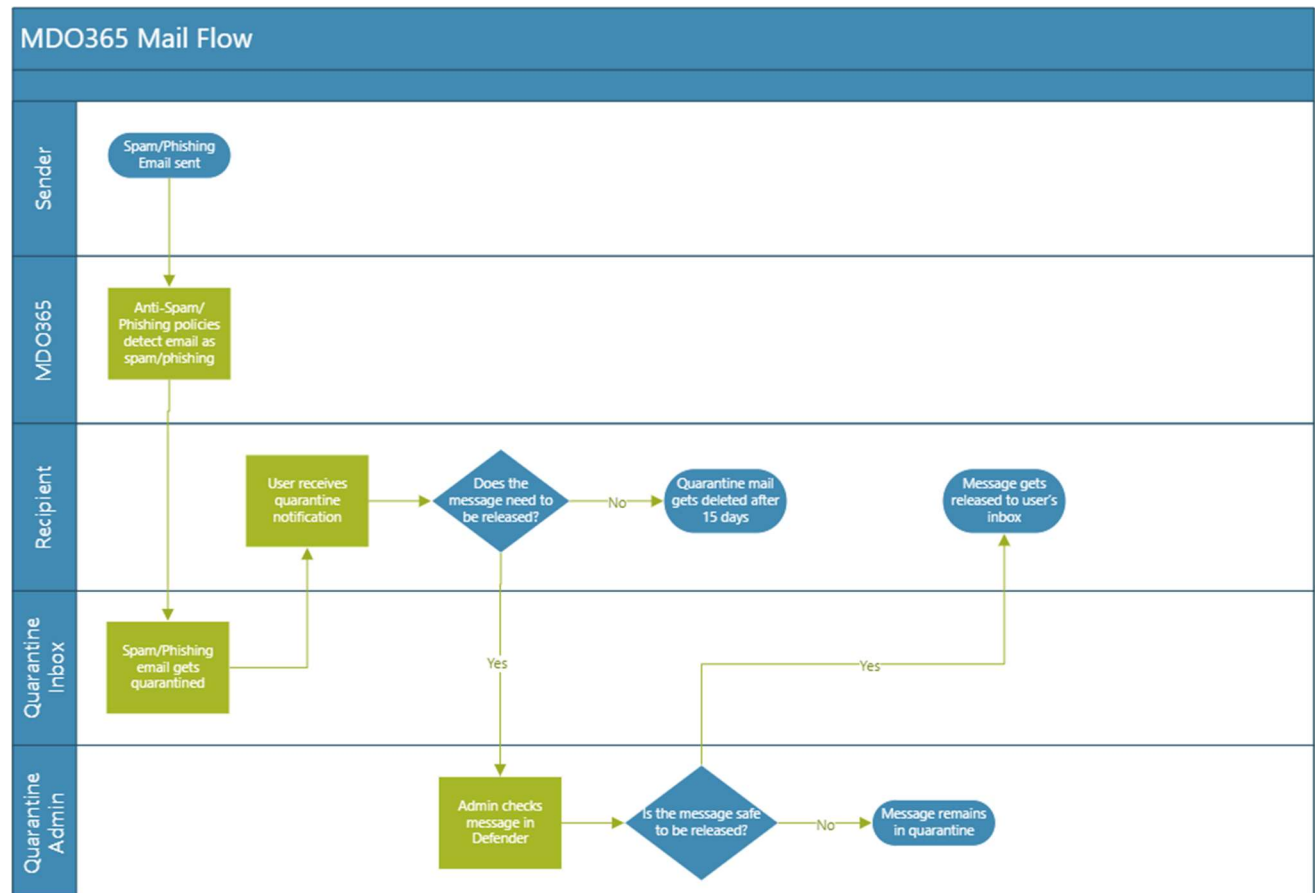 MDO365 Mail Flow
Sender
Spam/Phishing
Email sent
MDO365
Anti-Spam/
Phishing policies
detect email as
spam/phishing
Recipient
User receives
quarantine
notification
Does the
message need to
be released?
No
Quarantine mail
gets deleted after
15 days
Message gets
released to user's
inbox
Quarantine
Inbox
Spam/Phishing
email gets
quarantined
Yes
Yes
Quarantine
Admin
Admin checks
message in
Defender
Is the message safe
to be released?
No
Message remains
in quarantine